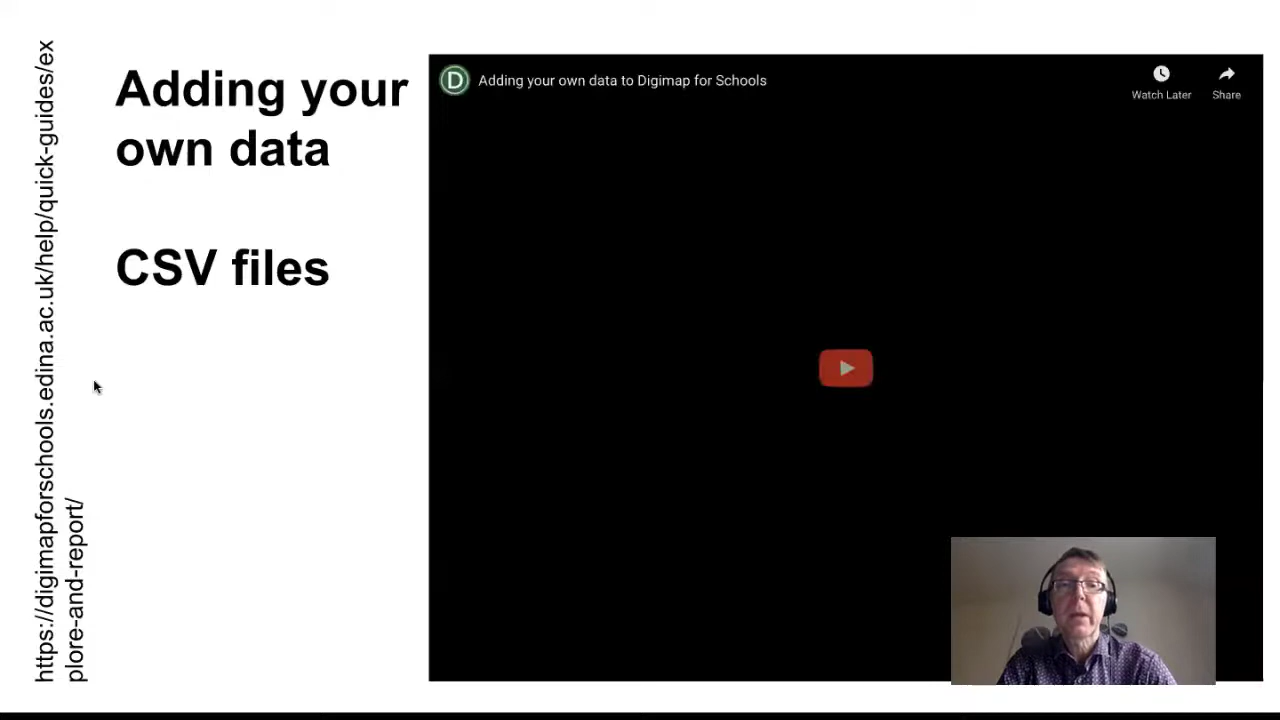 https://digimapforschools.edina.ac.uk/help/quick-guides/ex
plore-and-report/
Adding your
own data
CSV files
D
Adding your own data to Digimap for Schools
Watch Later
Share